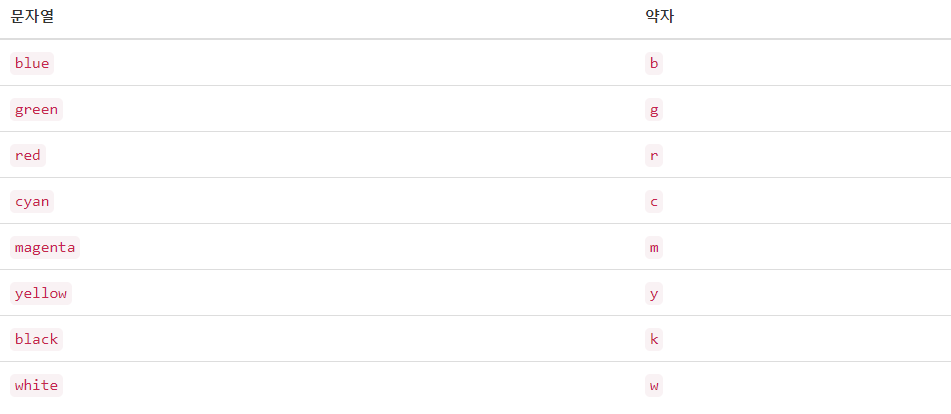 문자열 약자
blue b
green g
red r
cyan c
magenta m
yellow y
black k
white w